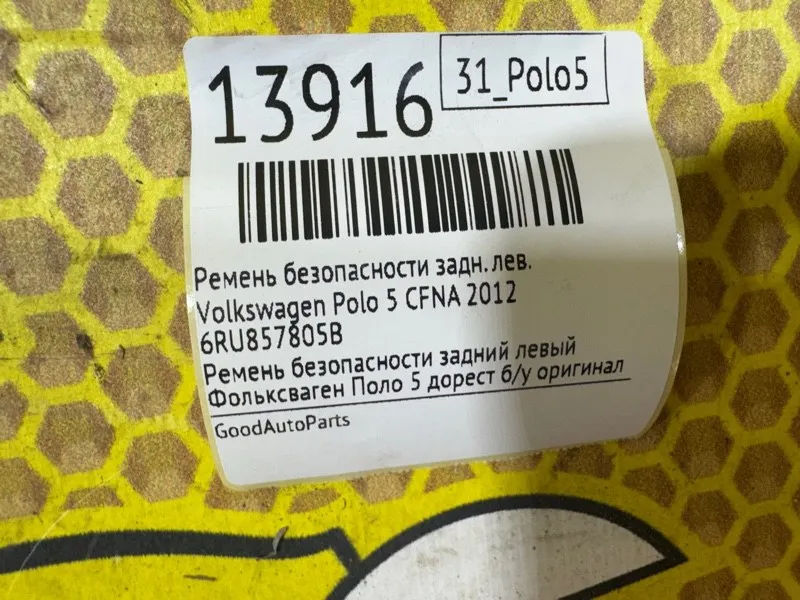 13916
31_Polo5
Ремень безопасности задн. лев.
Volkswagen Polo 5 CFNA 2012
6RU857805B
Ремень безопасности задний левый
Фольксваген Поло 5 дорест б/у оригинал
GoodAutoParts